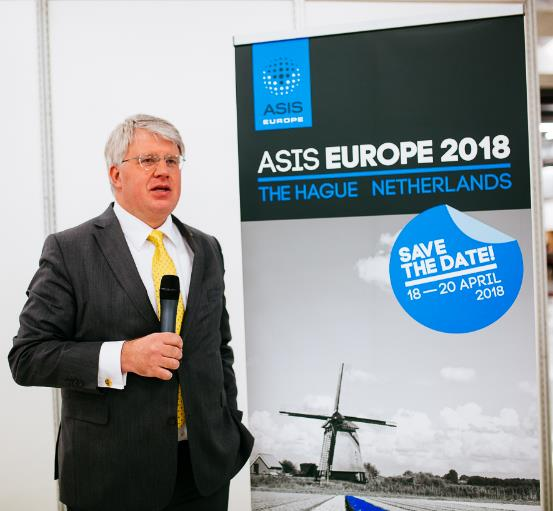 ASIS
EUROPE
ASIS EUROPE 2018
THE HAGUE NETHERLANDS
SAVE
THE DATE!
18—20 APRIL
2018